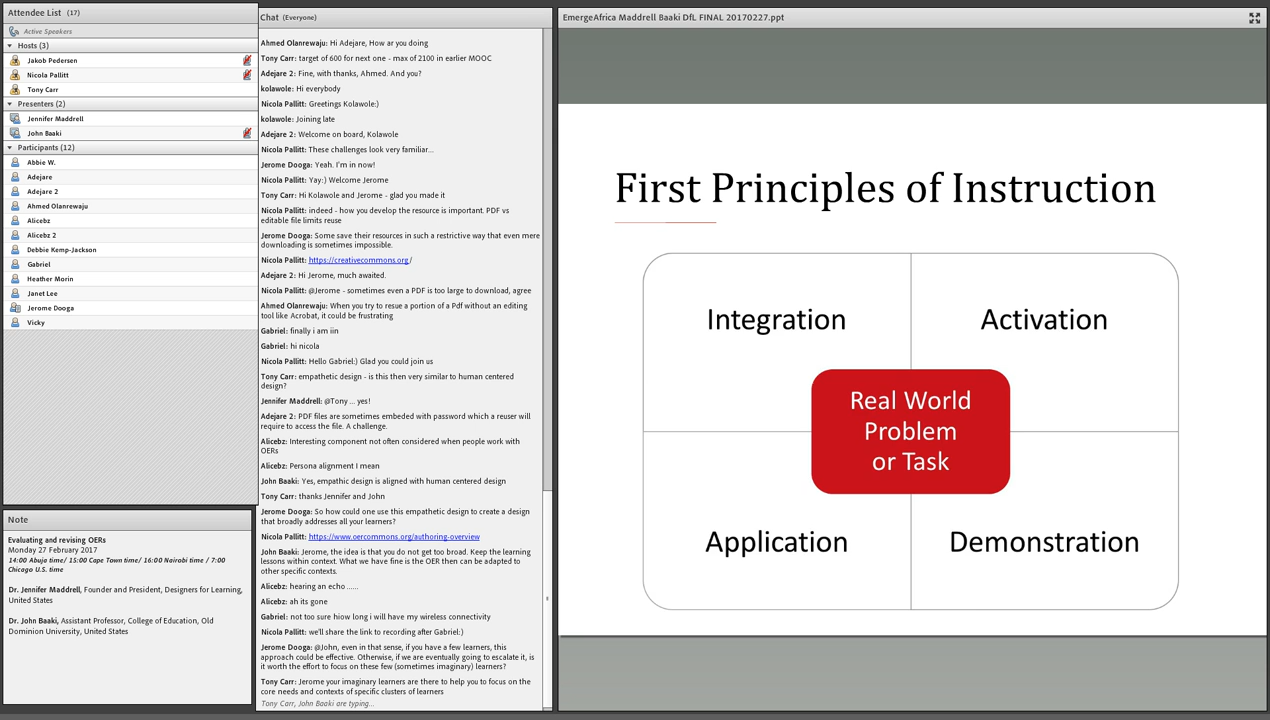 Attendee List (17)
Active Speakers
Hosts (3)
Jakob Pedersen
Nicola Pallitt
Tony Carr
Presenters (2)
Jennifer Maddrell
John Baaki
Participants (12)
Abbie W.
Adejare
Adejare 2
Ahmed Olanrewaju
Alicebz
Alicebz 2
Debbie Kemp-Jackson
Gabriel
Heather Morin
Janet Lee
Jerome Dooga
Vicky
Note
Evaluating and revising OERs
Monday 27 February 2017
14:00 Abuja time/ 15:00 Cape Town time/ 16:00 Nairobi time / 7:00
Chicago U.S. time
Dr. Jennifer Maddrell, Founder and President, Designers for Learning,
United States
Dr. John Baaki, Assistant Professor, College of Education, Old
Dominion University, United States
Chat (Everyone)
Ahmed Olanrewaju: Hi Adejare, How ar you doing
Tony Carr: target of 600 for next one - max of 2100 in earlier MOOC
Adejare 2: Fine, with thanks, Ahmed. And you?
kolawole: Hi everybody
Nicola Pallitt: Greetings Kolawole:)
kolawole: Joining late
Adejare 2: Welcome on board, Kolawole
Nicola Pallitt: These challenges look very familiar...
Jerome Dooga: Yeah. I'm in now!
Nicola Pallitt: Yay:) Welcome Jerome
Tony Carr: Hi Kolawole and Jerome - glad you made it
Nicola Pallitt: indeed - how you develop the resource is important. PDF vs
editable file limits reuse
Jerome Dooga: Some save their resources in such a restrictive way that even mere
downloading is sometimes impossible.
Nicola Pallitt: https://creativecommons.org/
Adejare 2: Hi Jerome, much awaited.
Nicola Pallitt: @Jerome - sometimes even a PDF is too large to download, agree
Ahmed Olanrewaju: When you try to resue a portion of a Pdf without an editing
tool like Acrobat, it could be frustrating
Gabriel: finally i am iin
Gabriel: hi nicola
Nicola Pallitt: Hello Gabriel:) Glad you could join us
Tony Carr: empathetic design - is this then very similar to human centered
design?
Jennifer Maddrell: @Tony ... yes!
Adejare 2: PDF files are sometimes embeded with password which a reuser will
require to access the file. A challenge.
Alicebz: Interesting component not often considered when people work with
OERs
Alicebz: Persona alignment I mean
John Baaki: Yes, empathic design is aligned with human centered design
Tony Carr: thanks Jennifer and John
Jerome Dooga: So how could one use this empathetic design to create a design
that broadly addresses all your learners?
Nicola Pallitt: https://www.oercommons.org/authoring-overview
John Baaki: Jerome, the idea is that you do not get too broad. Keep the learning
lessons within context. What we have fine is the OER then can be adapted to
other specific contexts.
Alicebz: hearing an echo ......
Alicebz: ah its gone
Gabriel: not too sure hiow long i will have my wireless connectivity
Nicola Pallitt: we'll share the link to recording after Gabriel:)
Jerome Dooga: @John, even in that sense, if you have a few learners, this
approach could be effective. Otherwise, if we are eventually going to escalate it, is
it worth the effort to focus on these few (sometimes imaginary) learners?
Tony Carr: Jerome your imaginary learners are there to help you to focus on the
core needs and contexts of specific clusters of learners
Tony Carr, John Baaki are typing...
EmergeAfrica Maddrell Baaki DfL FINAL 20170227.ppt
First Principles of Instruction
Integration
Activation
Real World
Problem
or Task
Application
Demonstration